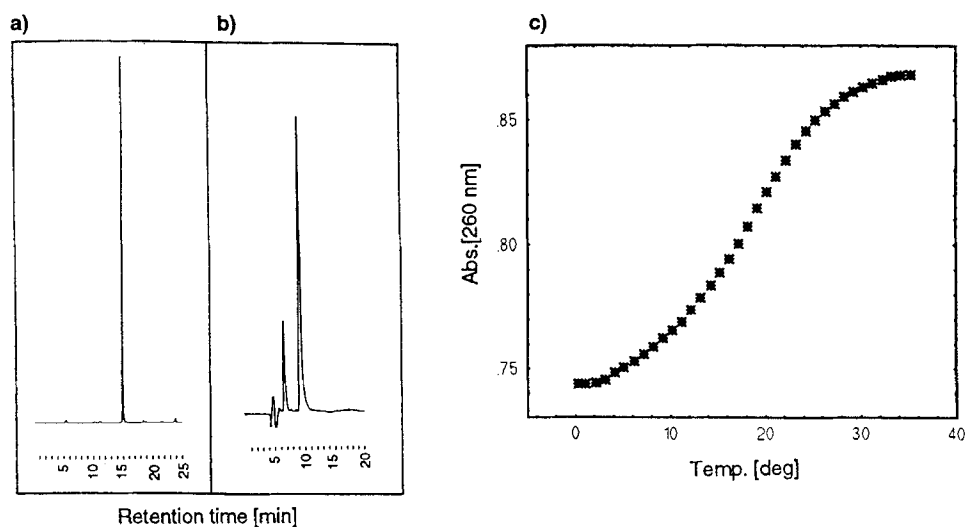 a)
5 10 15 20 25
b)
5 10 15 20
Retention time [min]
c)
Abs.[260 nm]
.85
.80
.75
0 10 20 30 40
Temp. [deg]